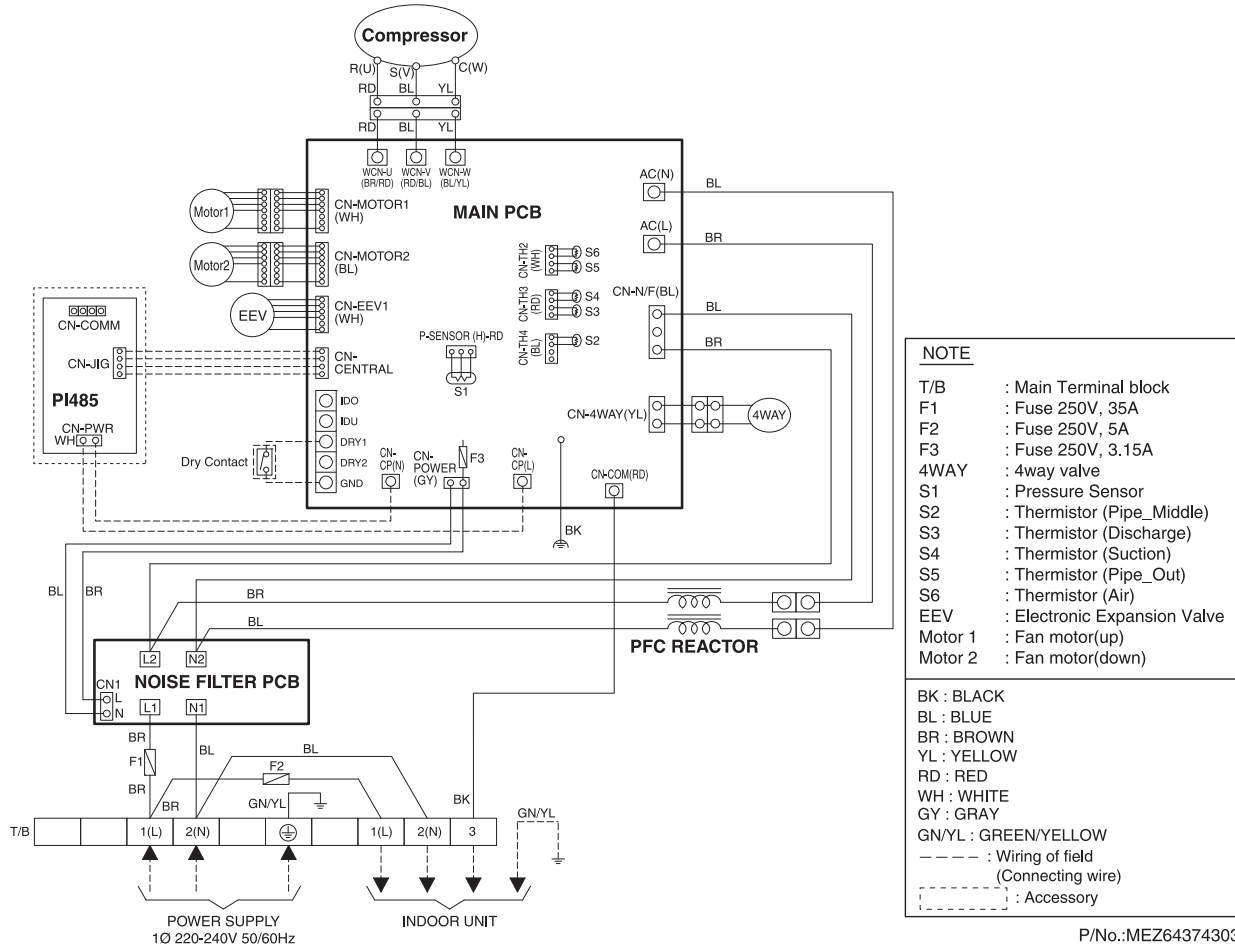 Compressor
R(U) S(V) C(W)
RD BL YL
RD BL YL
WCN-U (BR/RD)
WCN-V (RD/BL)
WCN-W (BL/YL)
MAIN PCB
AC(N)
BL
AC(L)
BR
Motor1
CN-MOTOR1 (WH)
Motor2
CN-MOTOR2 (BL)
EEV
CN-EEV1 (WH)
CN-CENTRAL
CN-TH2 (WH)
S6
S5
CN-TH3 (RD)
S4
S3
CN-TH4 (BL)
S2
CN-N/F(BL)
BL
BR
P-SENSOR (H)-RD
S1
CN-4WAY(YL)
4WAY
CN-COMM
CN-JIG
PI485
CN-PWR
WH
IDO
IDU
DRY1
DRY2
GND
Dry Contact
CN-CP(N)
CN-POWER (GY)
F3
CN-CP(L)
CN-COM(RD)
BK
BL BR
BR
BL
PFC REACTOR
L2 N2
NOISE FILTER PCB
CN1
L
N
L1 N1
BR
F1
BR
BL
BL
F2
BR
GN/YL
BK
GN/YL
T/B
1(L) 2(N) 1(L) 2(N) 3
POWER SUPPLY
1Ø 220-240V 50/60Hz
INDOOR UNIT
NOTE
T/B : Main Terminal block
F1 : Fuse 250V, 35A
F2 : Fuse 250V, 5A
F3 : Fuse 250V, 3.15A
4WAY : 4way valve
S1 : Pressure Sensor
S2 : Thermistor (Pipe_Middle)
S3 : Thermistor (Discharge)
S4 : Thermistor (Suction)
S5 : Thermistor (Pipe_Out)
S6 : Thermistor (Air)
EEV : Electronic Expansion Valve
Motor 1 : Fan motor(up)
Motor 2 : Fan motor(down)
BK : BLACK
BL : BLUE
BR : BROWN
YL : YELLOW
RD : RED
WH : WHITE
GY : GRAY
GN/YL : GREEN/YELLOW
: Wiring of field
(Connecting wire)
: Accessory
P/No.:MEZ64374303